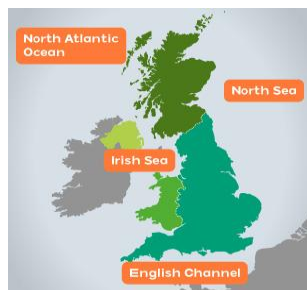 North Atlantic
Ocean
North Sea
Irish Sea
English Channel